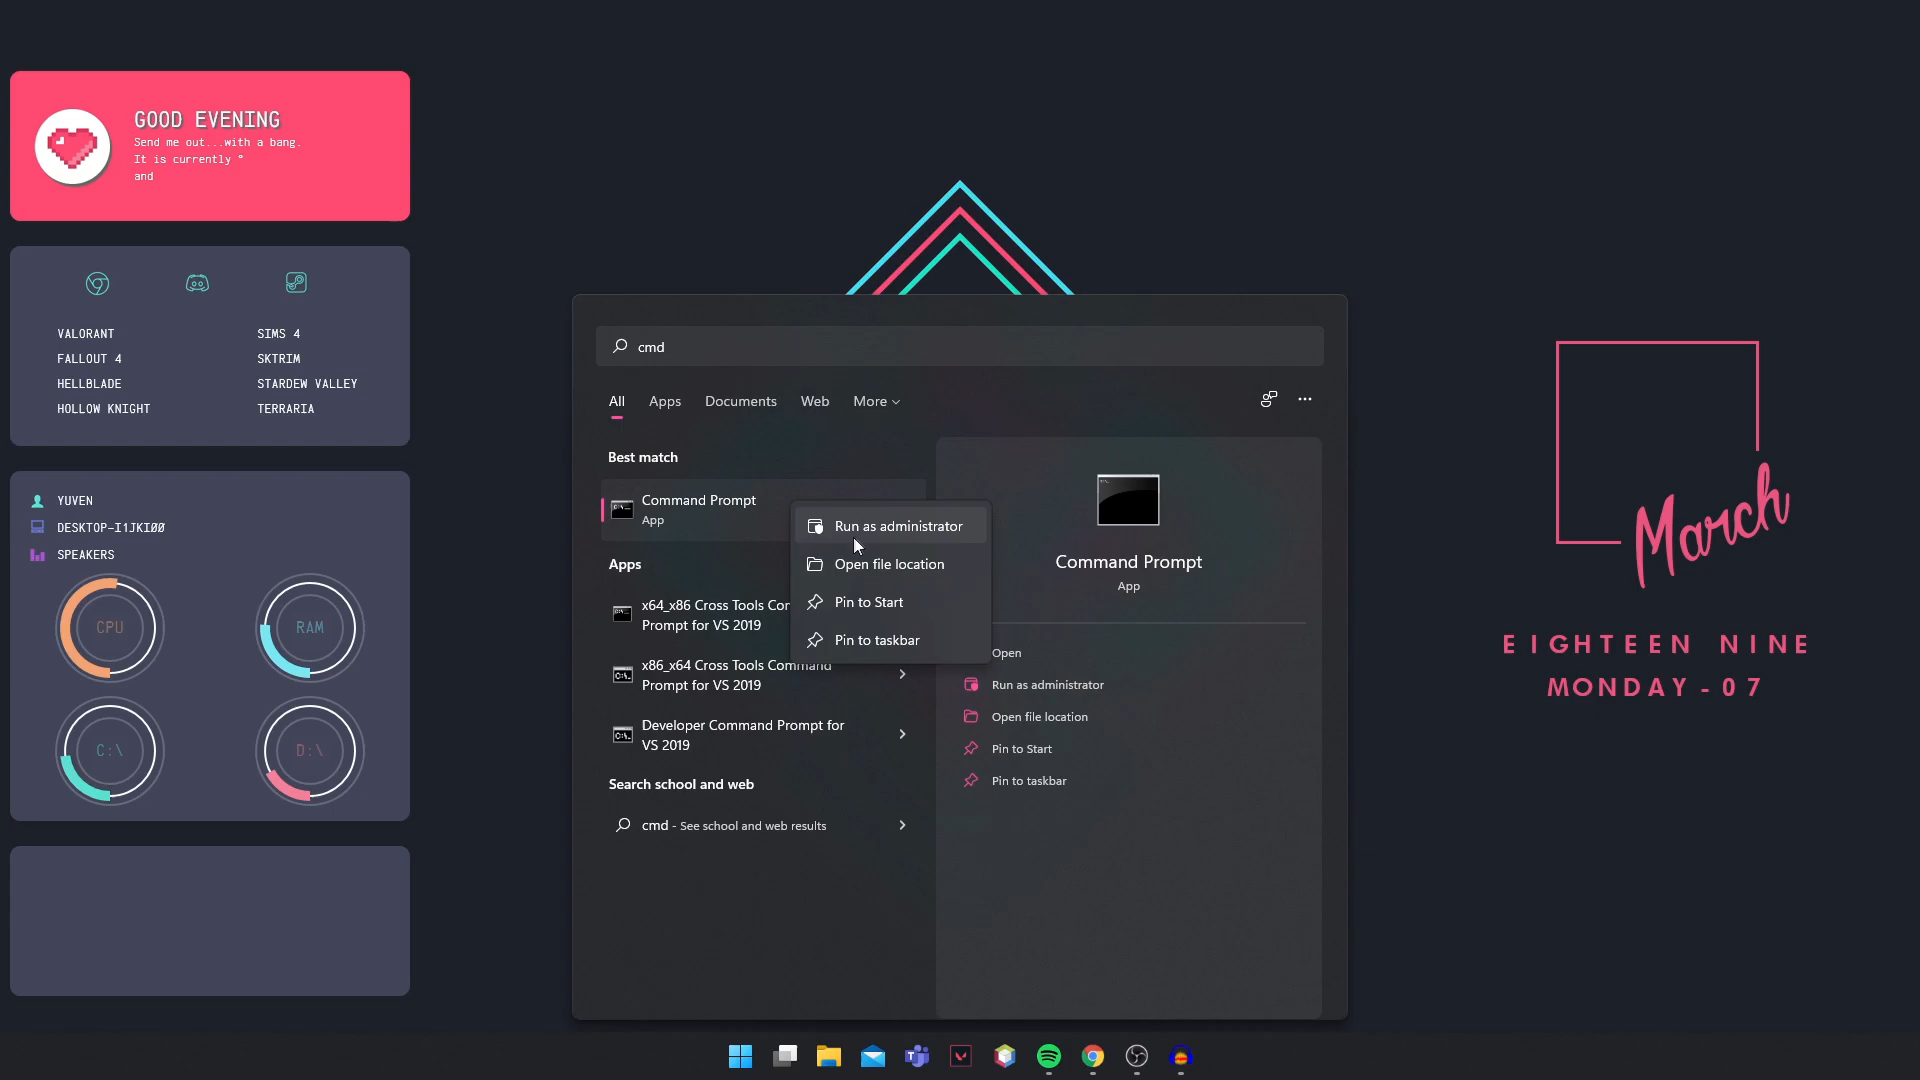 GOOD EVENING
Send me out...with a bang.
It is currently °
and
VALORANT
SIMS 4
FALLOUT 4
SKTRIM
HELLBLADE
STARDEW VALLEY
HOLLOW KNIGHT
TERRARIA
YUVEN
DESKTOP-I1JKI00
SPEAKERS
CPU
RAM
C:\
D:\
cmd
All
Apps
Documents
Web
More
Best match
Command Prompt
App
Run as administrator
Open file location
Pin to Start
Pin to taskbar
Apps
x64_x86 Cross Tools Co
Prompt for VS 2019
x86_x64 Cross Tools Command
Prompt for VS 2019
Developer Command Prompt for
VS 2019
Search school and web
cmd - See school and web results
Command Prompt
App
Open
Run as administrator
Open file location
Pin to Start
Pin to taskbar
March
EIGHTEEN NINE
MONDAY-07